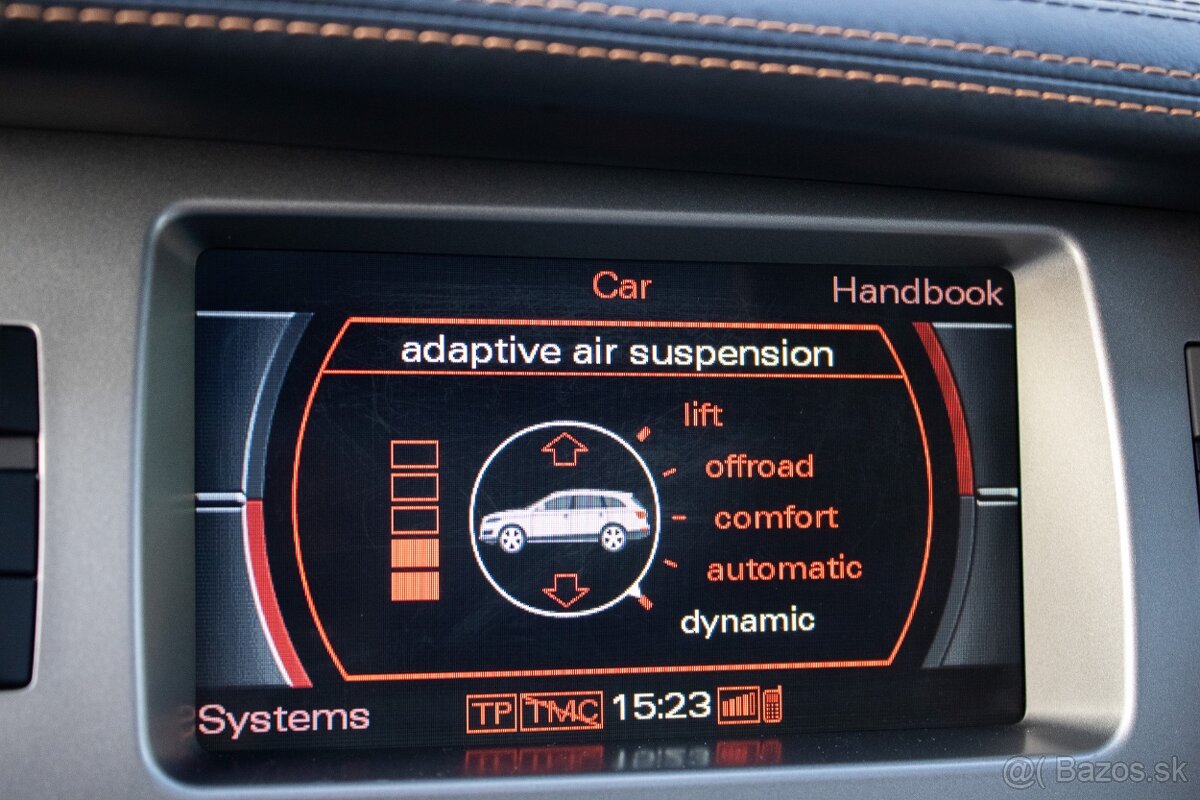 Car
Handbook
adaptive air suspension
lift
offroad
comfort
automatic
dynamic
Systems
TP TMC 15:23
@( Bazos.sk